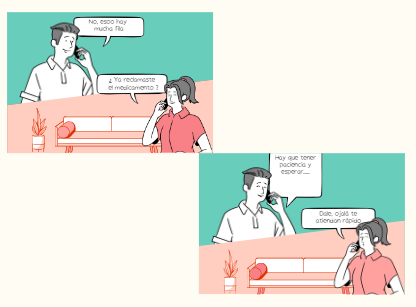 No, esoo hay
mucha fila
¿ Ya reclamaste
el medicamento ?
Hay que tener
paciencia y
esperar.....
Dale, ojalá te
atiendan rápido